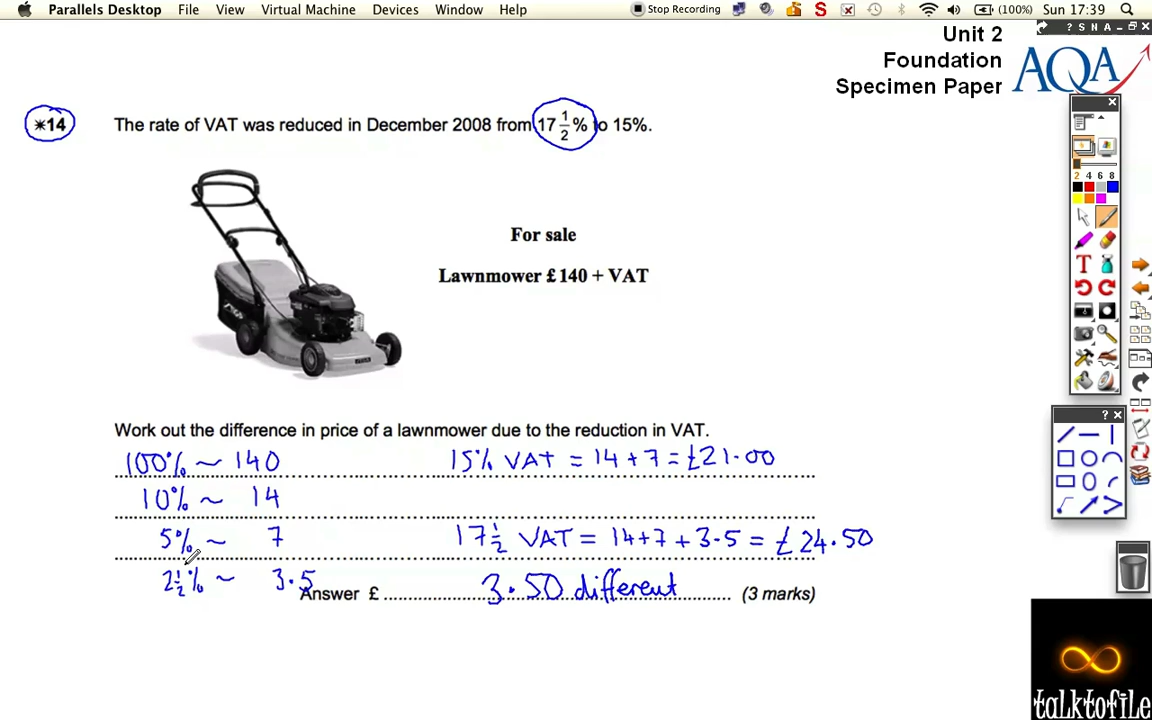 Parallels Desktop File View Virtual Machine Devices Window Help Stop Recording S (100%) Sun 17:39
? S N A
Unit 2
Foundation
Specimen Paper
AQA
*14 The rate of VAT was reduced in December 2008 from 17 1/2 % to 15%.
2 4 6 8
For sale
Lawnmower £140 + VAT
T
Work out the difference in price of a lawnmower due to the reduction in VAT.
100% ~ 140 15% VAT = 14 + 7 = £21.00
10% ~ 14
5% ~ 7 17 1/2 VAT = 14+7 + 3.5 = £24.50
2 1/2 % ~ 3.5
Answer £ 3.50 different (3 marks)
?
talktofile